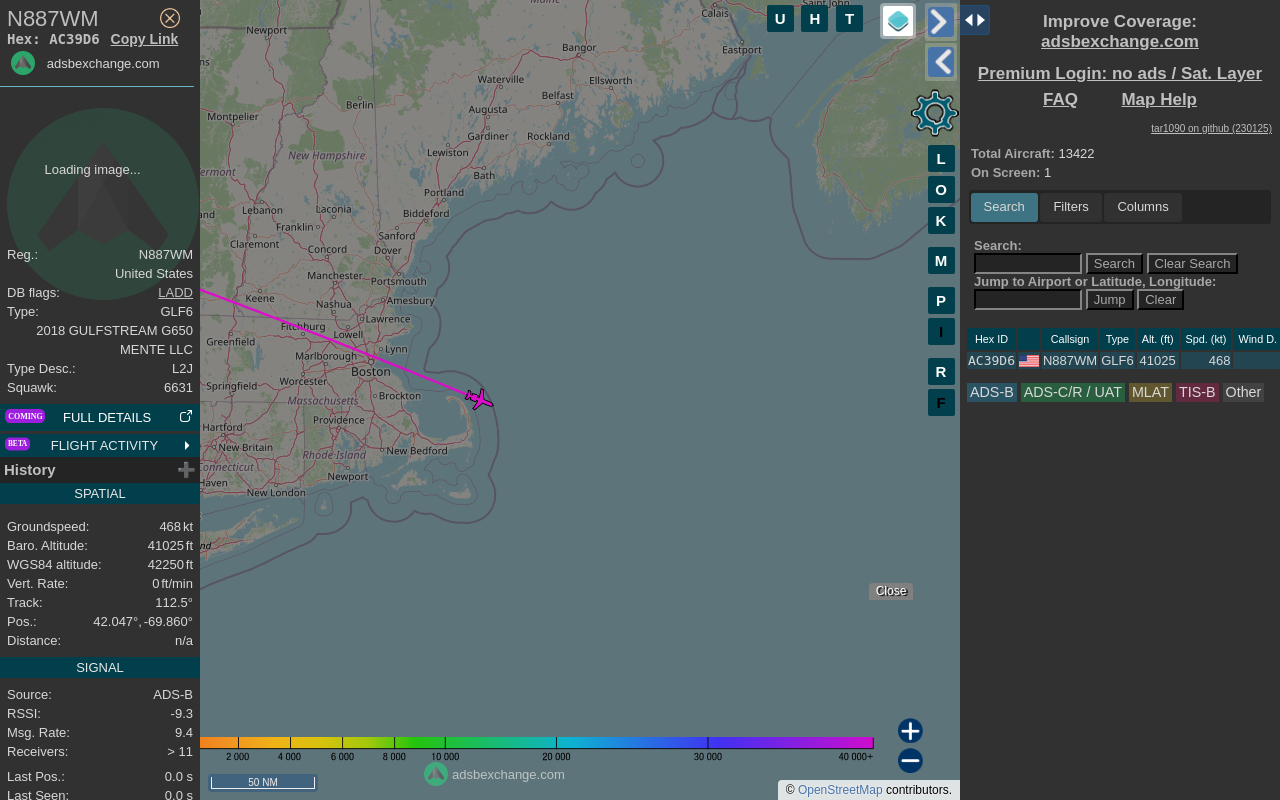 N887WM
Hex: AC39D6 Copy Link
adsbexchange.com
Loading image...
Reg.: N887WM
United States
DB flags: LADD
Type: GLF6
2018 GULFSTREAM G650
MENTE LLC
Type Desc.: L2J
Squawk: 6631
COMING FULL DETAILS
BETA FLIGHT ACTIVITY
History
SPATIAL
Groundspeed: 468 kt
Baro. Altitude: 41025 ft
WGS84 altitude: 42250 ft
Vert. Rate: 0 ft/min
Track: 112.5°
Pos.: 42.047°, -69.860°
Distance: n/a
SIGNAL
Source: ADS-B
RSSI: -9.3
Msg. Rate: 9.4
Receivers: > 11
Last Pos.: 0.0 s
Last Seen: 0.0 s
Maine
Saint John
Calais
Newport
Bangor
Eastport
Waterville
Ellsworth
Berlin
Belfast
Augusta
Montpelier
Gardiner
Rockland
Lewiston
New Hampshire
Bath
Portland
Lebanon
Laconia
Biddeford
Franklin
Sanford
Claremont
Concord
Dover
Manchester
Portsmouth
Keene
Nashua
Amesbury
Lawrence
Fitchburg
Lowell
Greenfield
Lynn
Marlborough
Boston
Springfield
Worcester
Massachusetts
Brockton
Providence
Hartford
New Britain
New Bedford
Rhode Island
Connecticut
Newport
Haven
New London
U H T
L
O
K
M
P
I
R
F
Close
2 000 4 000 6 000 8 000 10 000 20 000 30 000 40 000+
adsbexchange.com
50 NM
© OpenStreetMap contributors.
Improve Coverage:
adsbexchange.com
Premium Login: no ads / Sat. Layer
FAQ Map Help
tar1090 on github (230125)
Total Aircraft: 13422
On Screen: 1
Search Filters Columns
Search:
Search Clear Search
Jump to Airport or Latitude, Longitude:
Jump Clear
Hex ID Callsign Type Alt. (ft) Spd. (kt) Wind D.
AC39D6 N887WM GLF6 41025 468
ADS-B ADS-C/R / UAT MLAT TIS-B Other